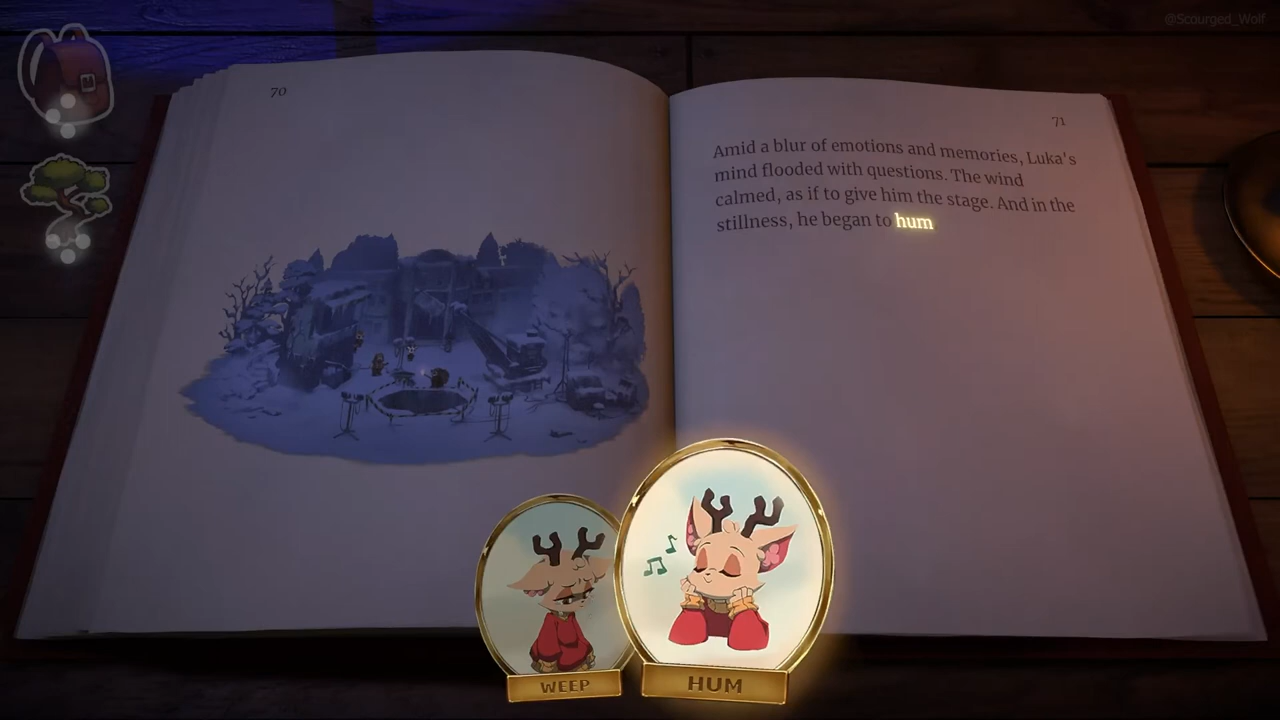 @Scourged_Wolf
70
71
Amid a blur of emotions and memories, Luka's
mind flooded with questions. The wind
calmed, as if to give him the stage. And in the
stillness, he began to hum
WEEP
HUM